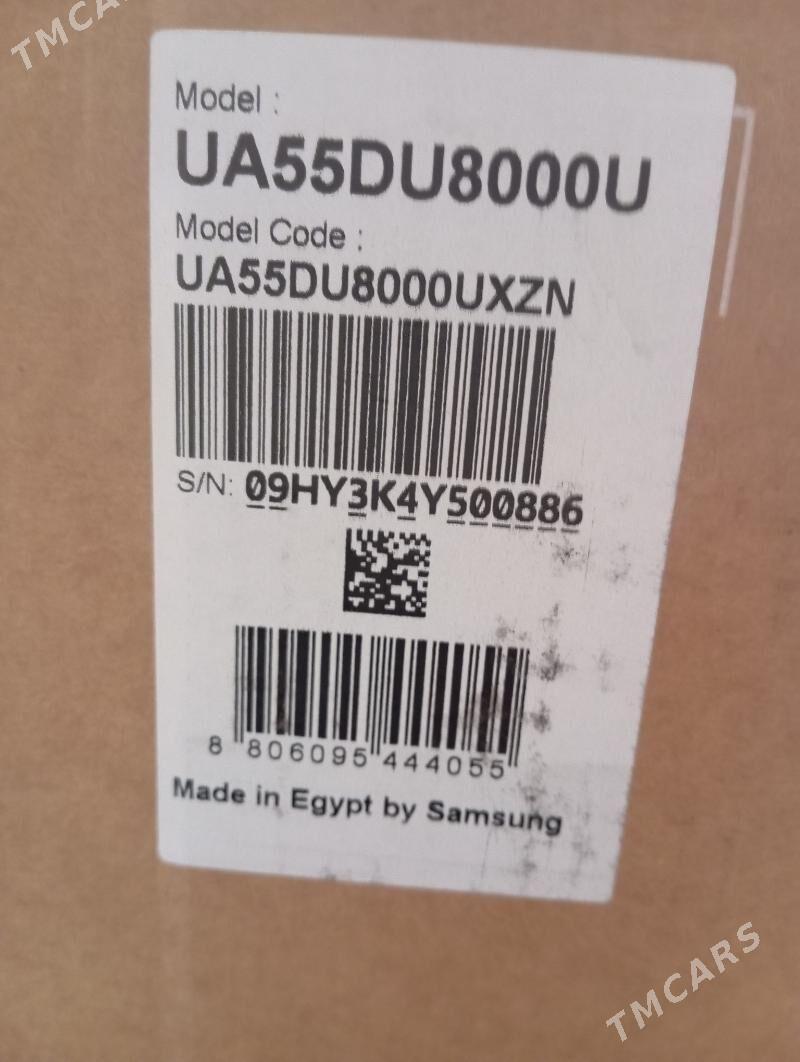 TMCARS
Model :
UA55DU8000U
Model Code :
UA55DU8000UXZN
S/N: 09HY3K4Y500886
8 806095 444055
Made in Egypt by Samsung
TMCARS